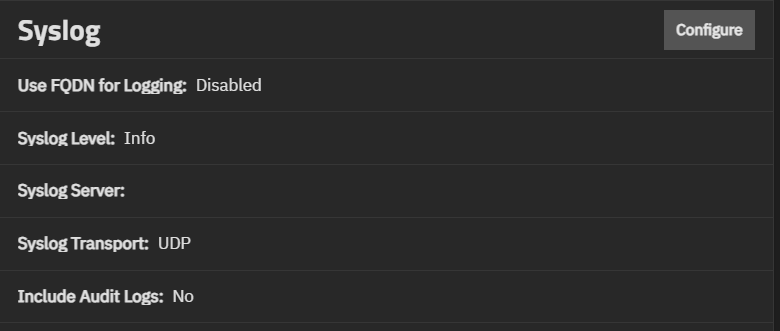 Syslog
Configure
Use FQDN for Logging: Disabled
Syslog Level: Info
Syslog Server:
Syslog Transport: UDP
Include Audit Logs: No